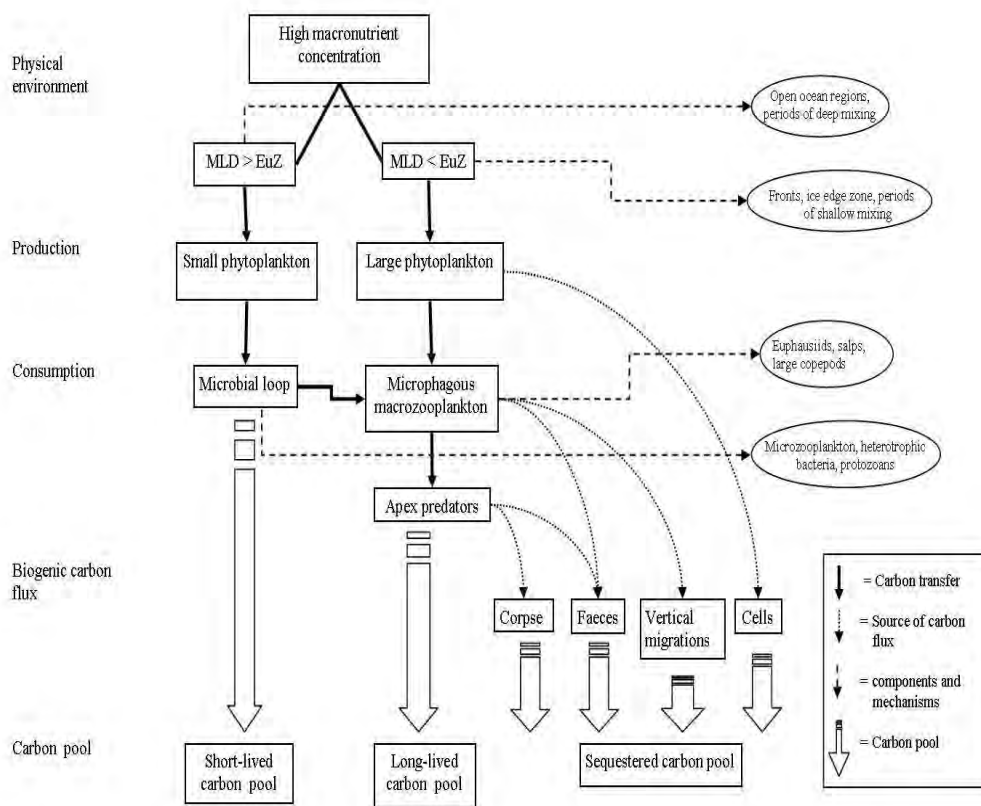 High macronutrient
concentration
Physical
environment
Open ocean regions,
periods of deep mixing
MLD > EuZ
MLD < EuZ
Fronts, ice edge zone, periods
of shallow mixing
Production
Small phytoplankton
Large phytoplankton
Euphausiids, salps,
large copepods
Consumption
Microbial loop
Microphagous
macrozooplankton
Microzooplankton, heterotrophic
bacteria, protozoans
Apex predators
Biogenic carbon
flux
Corpse
Faeces
Vertical
migrations
Cells
= Carbon transfer
= Source of carbon
flux
= components and
mechanisms
= Carbon pool
Carbon pool
Short-lived
carbon pool
Long-lived
carbon pool
Sequestered carbon pool